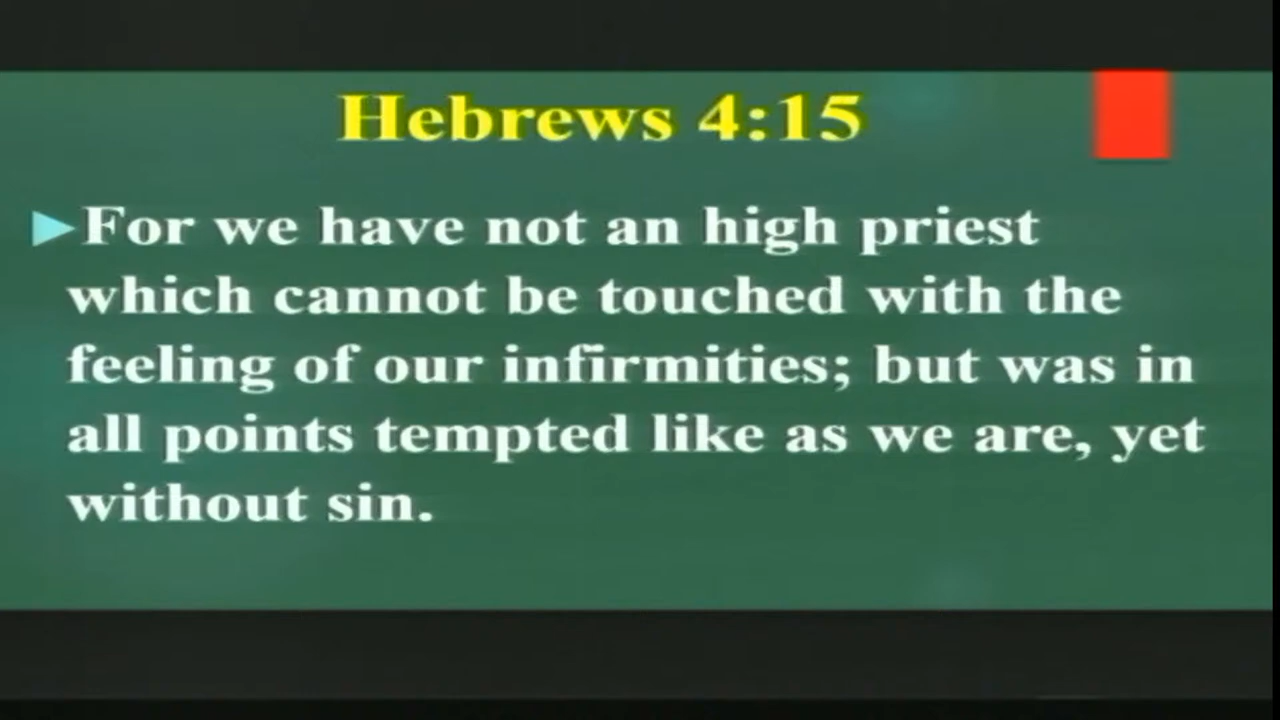 Hebrews 4:15
For we have not an high priest
which cannot be touched with the
feeling of our infirmities; but was in
all points tempted like as we are, yet
without sin.